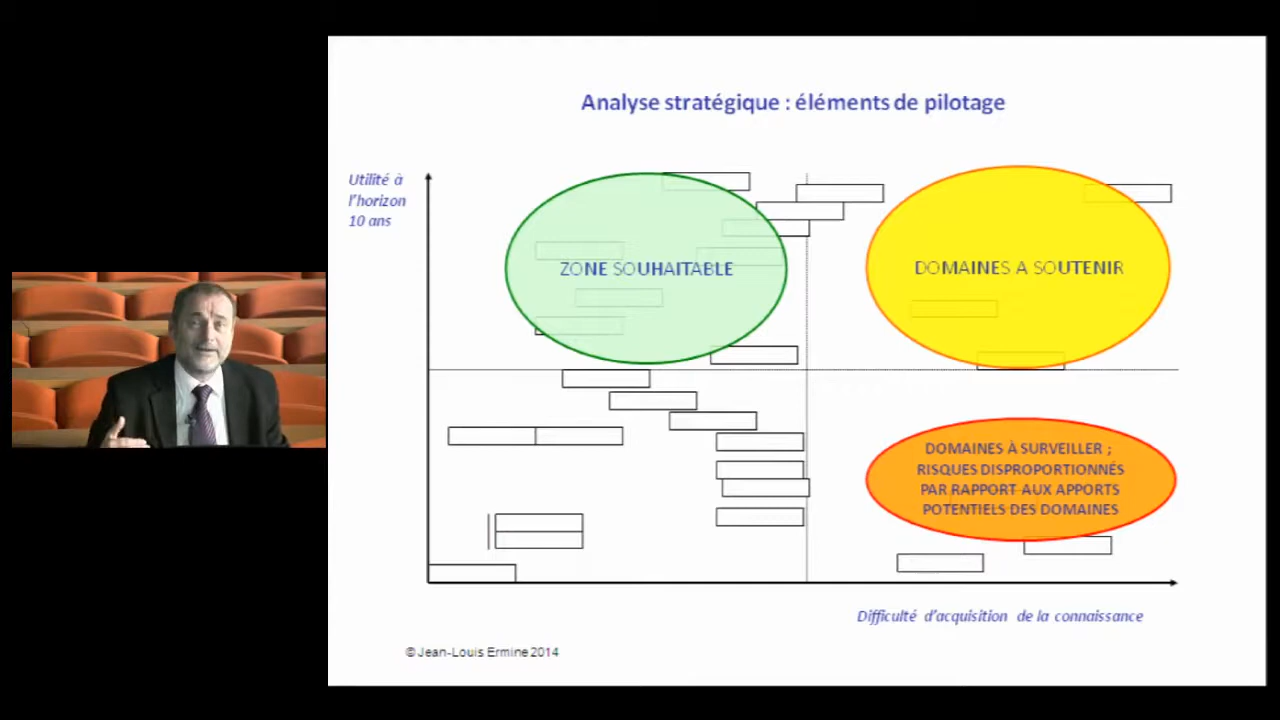 Analyse stratégique : éléments de pilotage
Utilité à
l'horizon
10 ans
ZONE SOUHAITABLE
DOMAINES A SOUTENIR
DOMAINES À SURVEILLER ;
RISQUES DISPROPORTIONNÉS
PAR RAPPORT AUX APPORTS
POTENTIELS DES DOMAINES
Difficulté d'acquisition de la connaissance
© Jean-Louis Ermine 2014